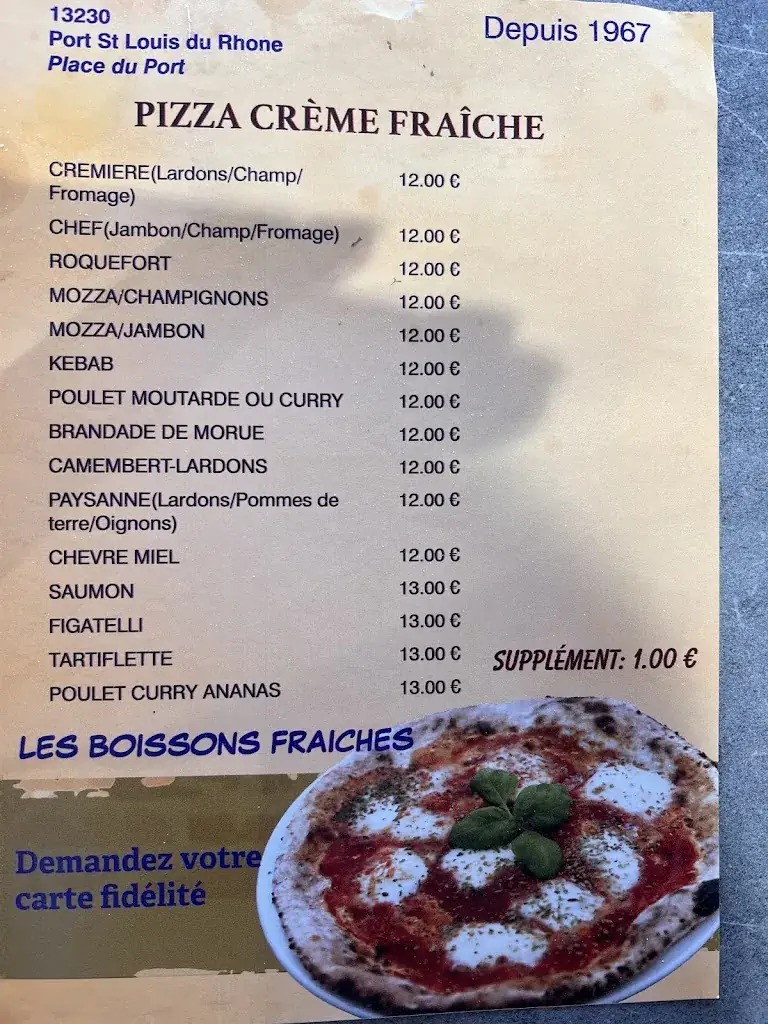 13230
Port St Louis du Rhone
Place du Port
Depuis 1967
PIZZA CRÈME FRAÎCHE
CREMIERE(Lardons/Champ/
Fromage) 12.00 €
CHEF(Jambon/Champ/Fromage) 12.00 €
ROQUEFORT 12.00 €
MOZZA/CHAMPIGNONS 12.00 €
MOZZA/JAMBON 12.00 €
KEBAB 12.00 €
POULET MOUTARDE OU CURRY 12.00 €
BRANDADE DE MORUE 12.00 €
CAMEMBERT-LARDONS 12.00 €
PAYSANNE(Lardons/Pommes de 12.00 €
terre/Oignons)
CHEVRE MIEL 12.00 €
SAUMON 13.00 €
FIGATELLI 13.00 €
TARTIFLETTE 13.00 €
POULET CURRY ANANAS 13.00 €
SUPPLÉMENT: 1.00 €
LES BOISSONS FRAICHES
Demandez votre
carte fidélité